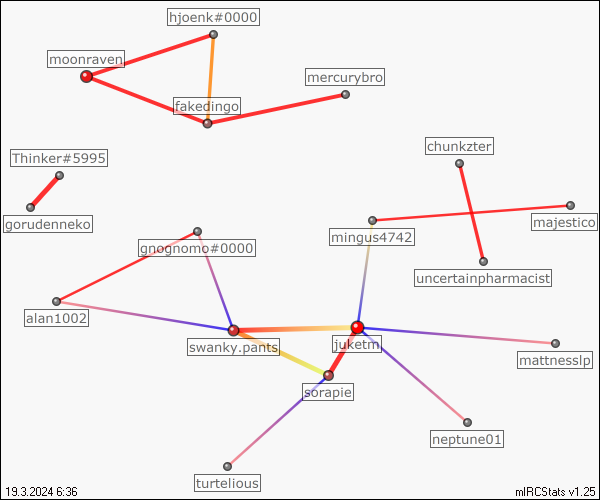 hjoenk#0000
moonraven
mercurybro
fakedingo
chunkzter
Thinker#5995
majestico
gorudenneko
mingus4742
gnognomo#0000
uncertainpharmacist
alan1002
swanky.pants
juketm
mattnesslp
sorapie
neptune01
turtelious
19.3.2024 6:36
mIRCStats v1.25